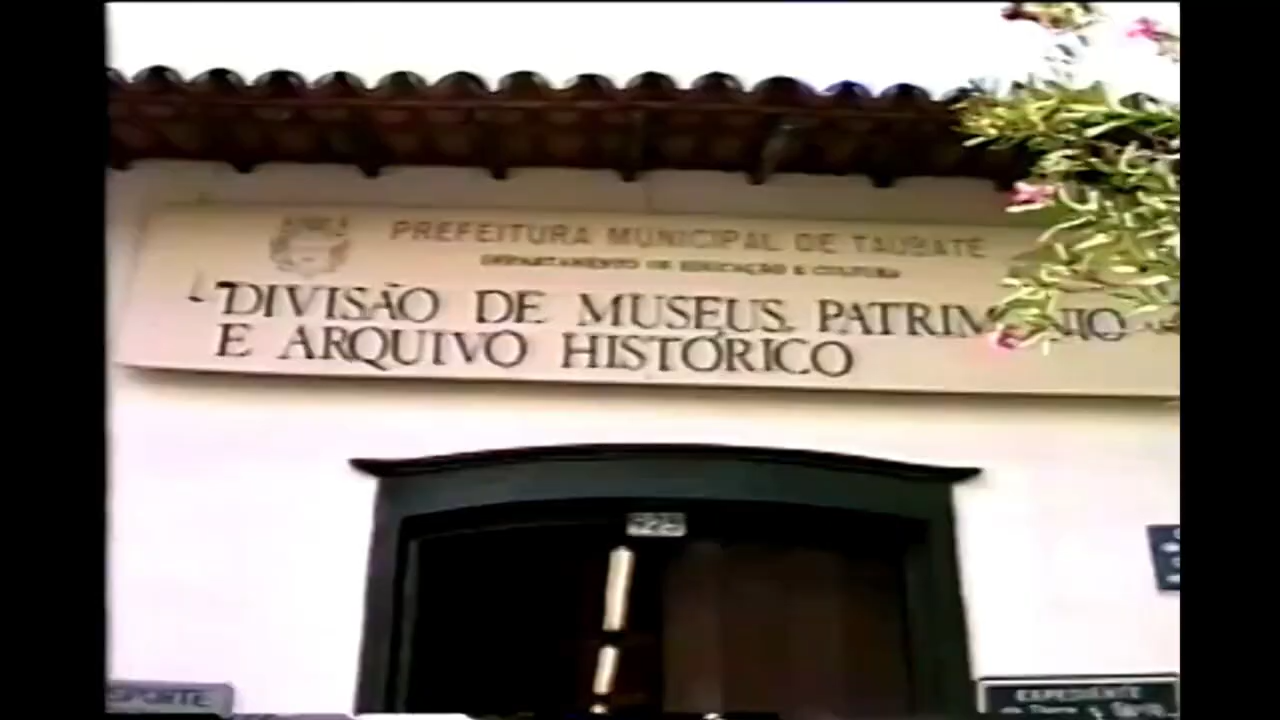 PREFEITURA MUNICIPAL DE TAUBATÉ
DEPARTAMENTO DE EDUCAÇÃO E CULTURA
DIVISÃO DE MUSEUS, PATRIMÔNIO
E ARQUIVO HISTÓRICO
EXPEDIENTE